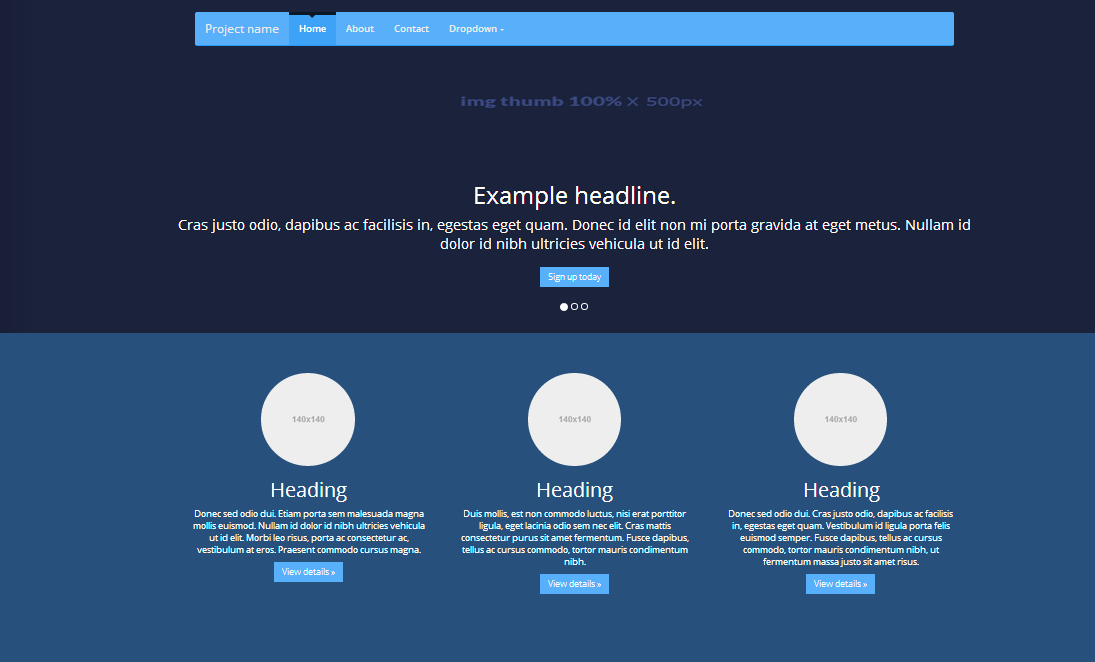 Project name Home About Contact Dropdown
img thumb 100% X 500px
Example headline.
Cras justo odio, dapibus ac facilisis in, egestas eget quam. Donec id elit non mi porta gravida at eget metus. Nullam id
dolor id nibh ultricies vehicula ut id elit.
Sign up today
140x140
Heading
Donec sed odio dui. Etiam porta sem malesuada magna
mollis euismod. Nullam id dolor id nibh ultricies vehicula
ut id elit. Morbi leo risus, porta ac consectetur ac,
vestibulum at eros. Praesent commodo cursus magna.
View details »
140x140
Heading
Duis mollis, est non commodo luctus, nisi erat porttitor
ligula, eget lacinia odio sem nec elit. Cras mattis
consectetur purus sit amet fermentum. Fusce dapibus,
tellus ac cursus commodo, tortor mauris condimentum
nibh.
View details »
140x140
Heading
Donec sed odio dui. Cras justo odio, dapibus ac facilisis
in, egestas eget quam. Vestibulum id ligula porta felis
euismod semper. Fusce dapibus, tellus ac cursus
commodo, tortor mauris condimentum nibh, ut
fermentum massa justo sit amet risus.
View details »